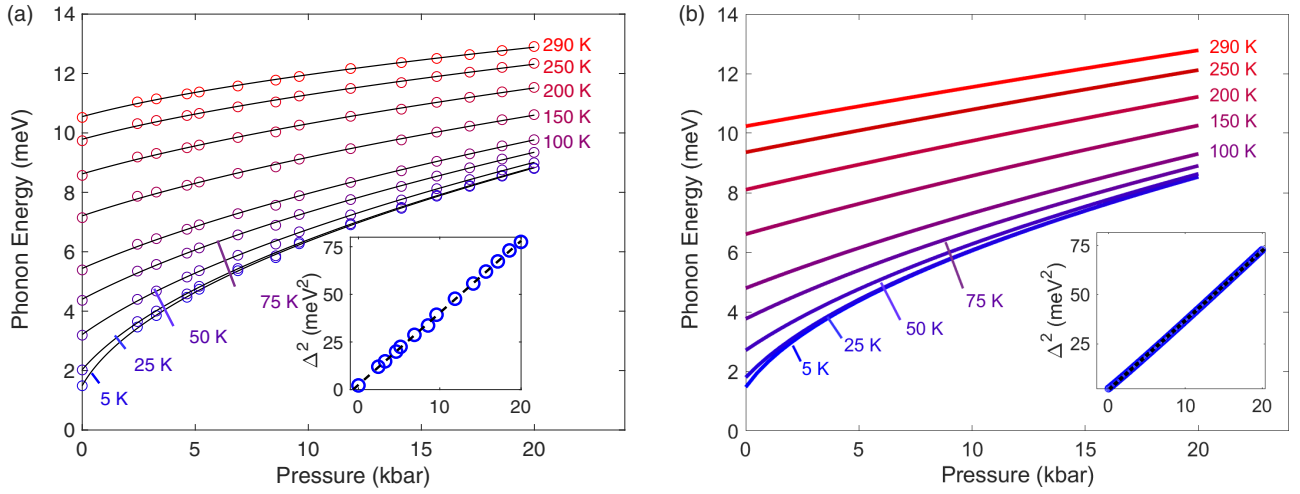 (a)
14
12
10
8
6
4
2
0
Phonon Energy (meV)
290 K
250 K
200 K
150 K
100 K
75 K
50 K
25 K
5 K
75
50
25
0
Δ² (meV²)
0
10
20
0
5
10
15
20
Pressure (kbar)
(b)
14
12
10
8
6
4
2
0
Phonon Energy (meV)
290 K
250 K
200 K
150 K
100 K
75 K
50 K
25 K
5 K
75
50
25
Δ² (meV²)
0
10
20
0
5
10
15
20
Pressure (kbar)